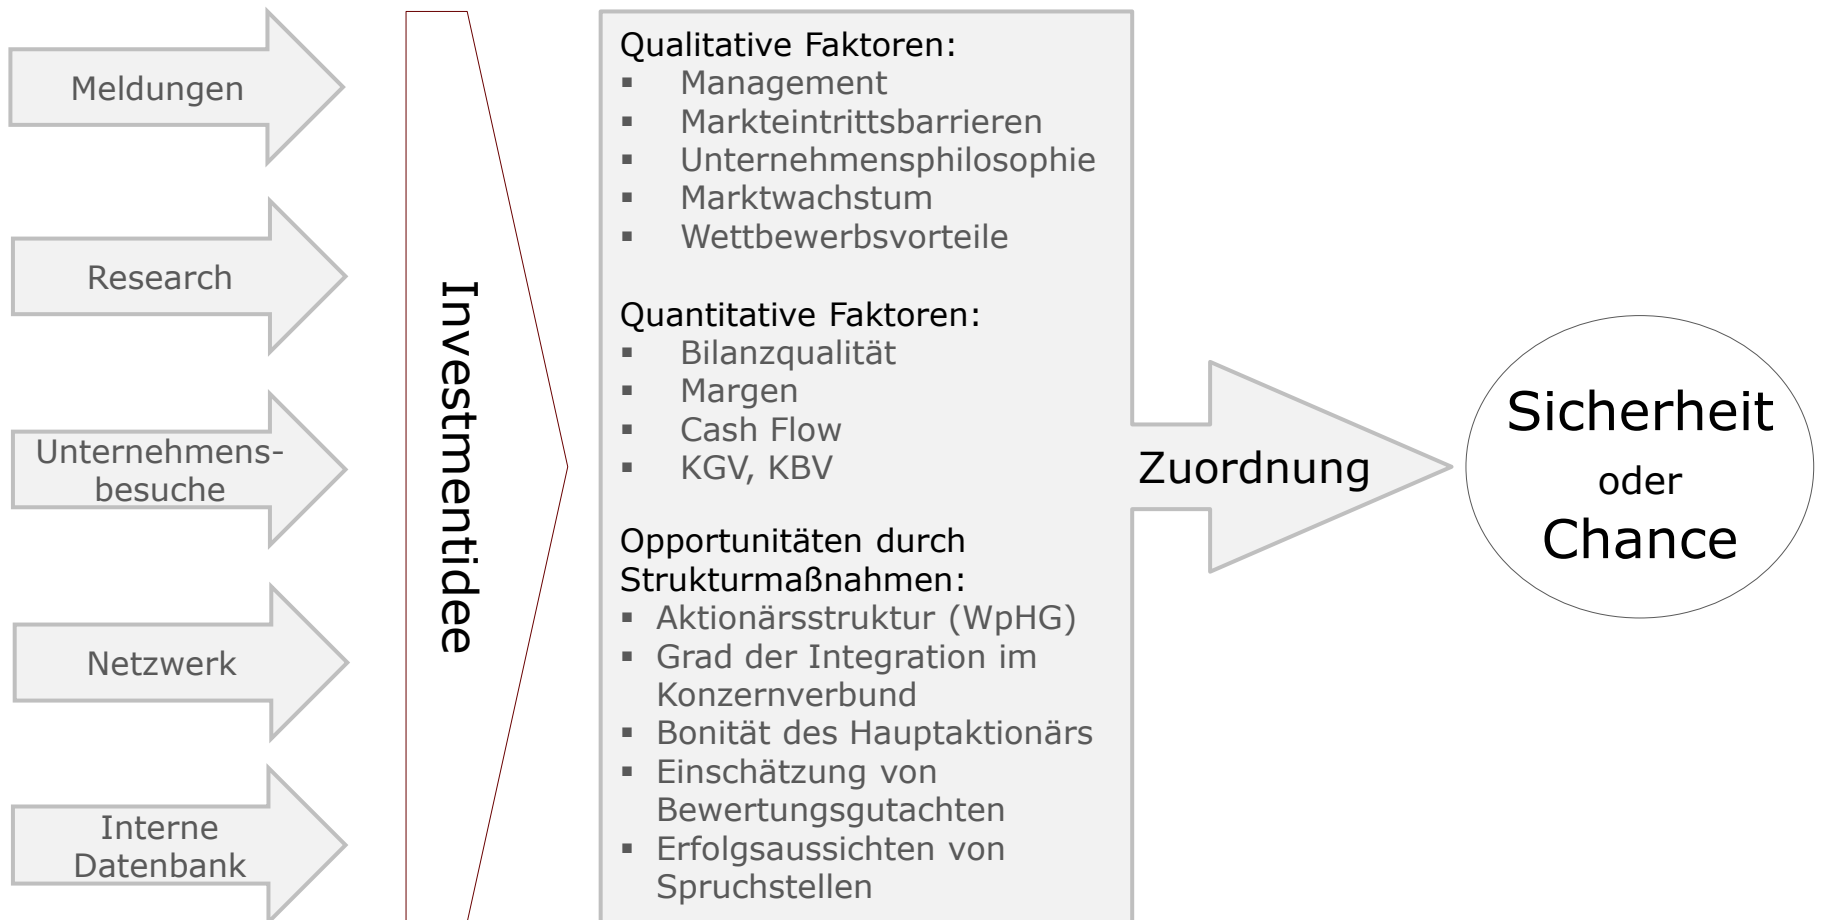 Meldungen
Research
Unternehmens-
besuche
Netzwerk
Interne
Datenbank
Investmentidee
Qualitative Faktoren:
▪ Management
▪ Markteintrittsbarrieren
▪ Unternehmensphilosophie
▪ Marktwachstum
▪ Wettbewerbsvorteile
Quantitative Faktoren:
▪ Bilanzqualität
▪ Margen
▪ Cash Flow
▪ KGV, KBV
Opportunitäten durch
Strukturmaßnahmen:
▪ Aktionärsstruktur (WpHG)
▪ Grad der Integration im
Konzernverbund
▪ Bonität des Hauptaktionärs
▪ Einschätzung von
Bewertungsgutachten
▪ Erfolgsaussichten von
Spruchstellen
Zuordnung
Sicherheit
oder
Chance